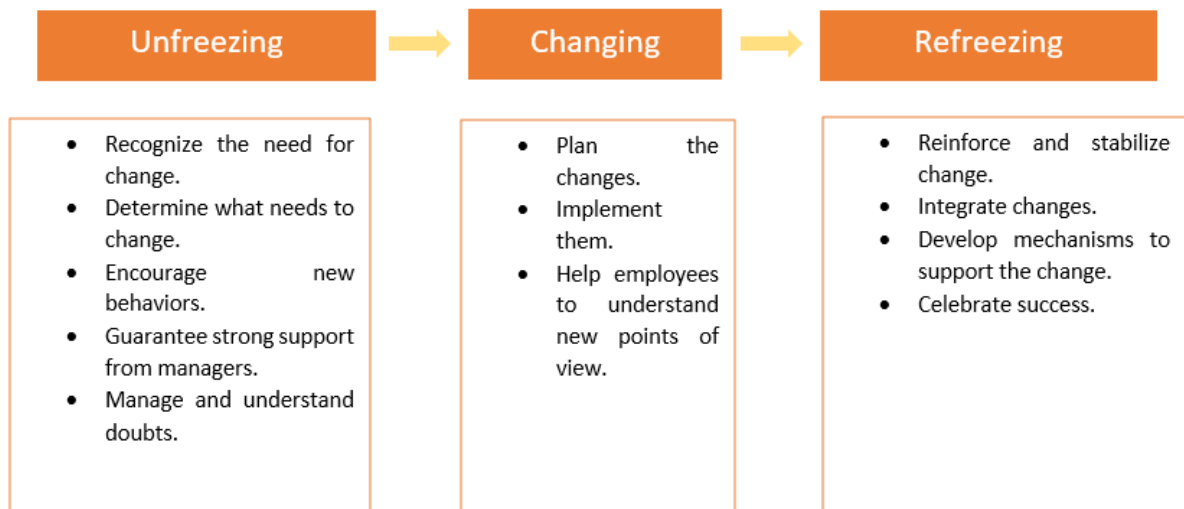 Unfreezing
Changing
Refreezing
• Recognize the need for
change.
• Determine what needs to
change.
• Encourage new
behaviors.
• Guarantee strong support
from managers.
• Manage and understand
doubts.
• Plan the
changes.
• Implement
them.
• Help employees
to understand
new points of
view.
• Reinforce and stabilize
change.
• Integrate changes.
• Develop mechanisms to
support the change.
• Celebrate success.